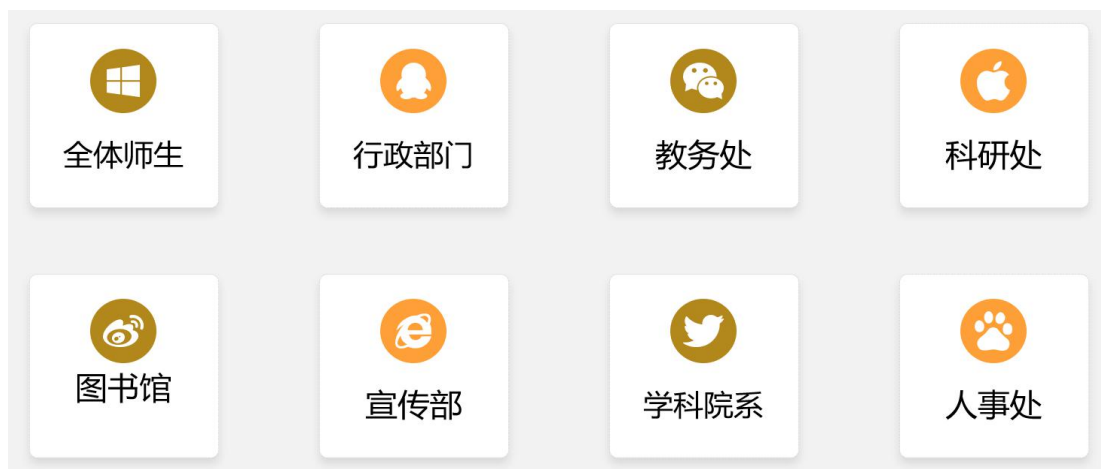 全体师生
行政部门
教务处
科研处
图书馆
宣传部
学科院系
人事处